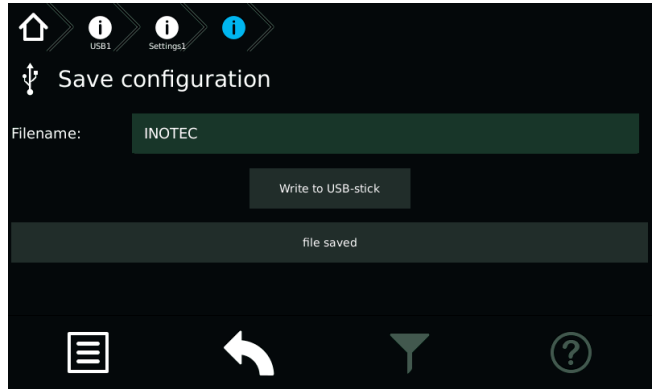 USB1
Settings1
Save configuration
Filename:
INOTEC
Write to USB-stick
file saved